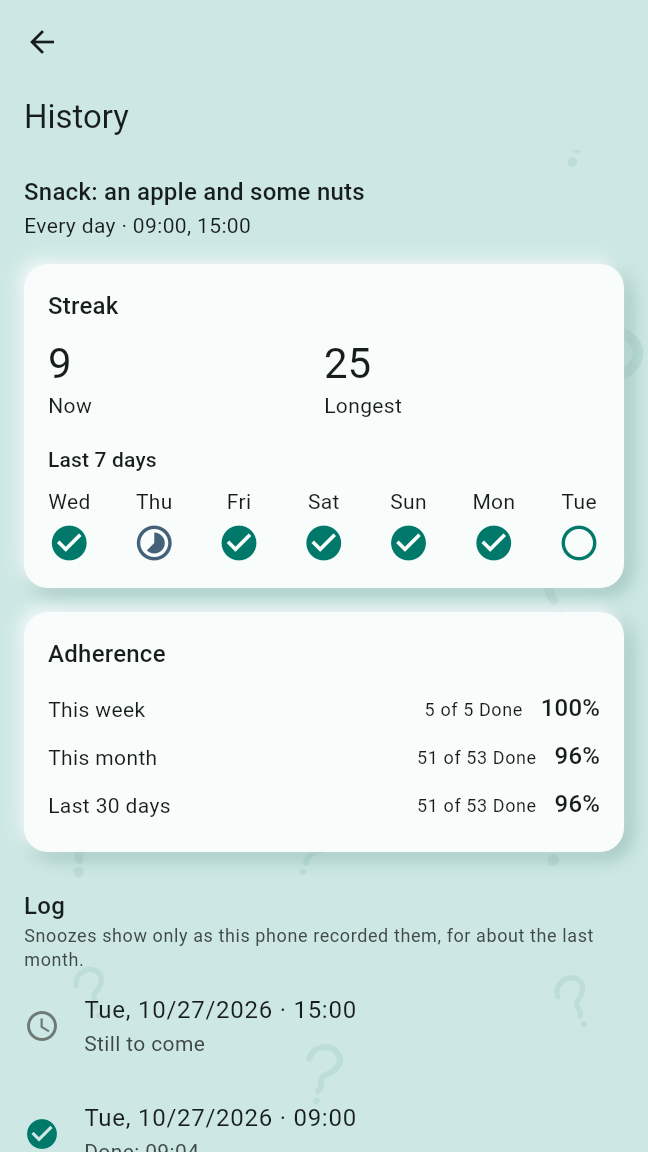 History
Snack: an apple and some nuts
Every day · 09:00, 15:00
Streak
9 25
Now Longest
Last 7 days
Wed Thu Fri Sat Sun Mon Tue
Adherence
This week 5 of 5 Done 100%
This month 51 of 53 Done 96%
Last 30 days 51 of 53 Done 96%
Log
Snoozes show only as this phone recorded them, for about the last
month.
Tue, 10/27/2026 · 15:00
Still to come
Tue, 10/27/2026 · 09:00
Done: 09:04